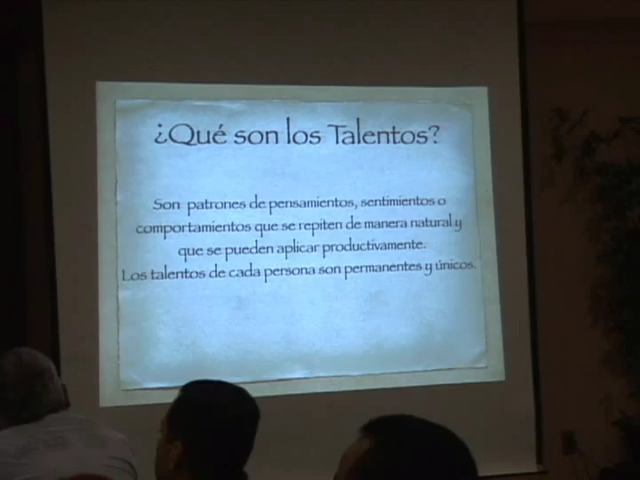 ¿Qué son los Talentos?
Son patrones de pensamientos, sentimientos o
comportamientos que se repiten de manera natural y
que se pueden aplicar productivamente.
Los talentos de cada persona son permanentes y únicos.